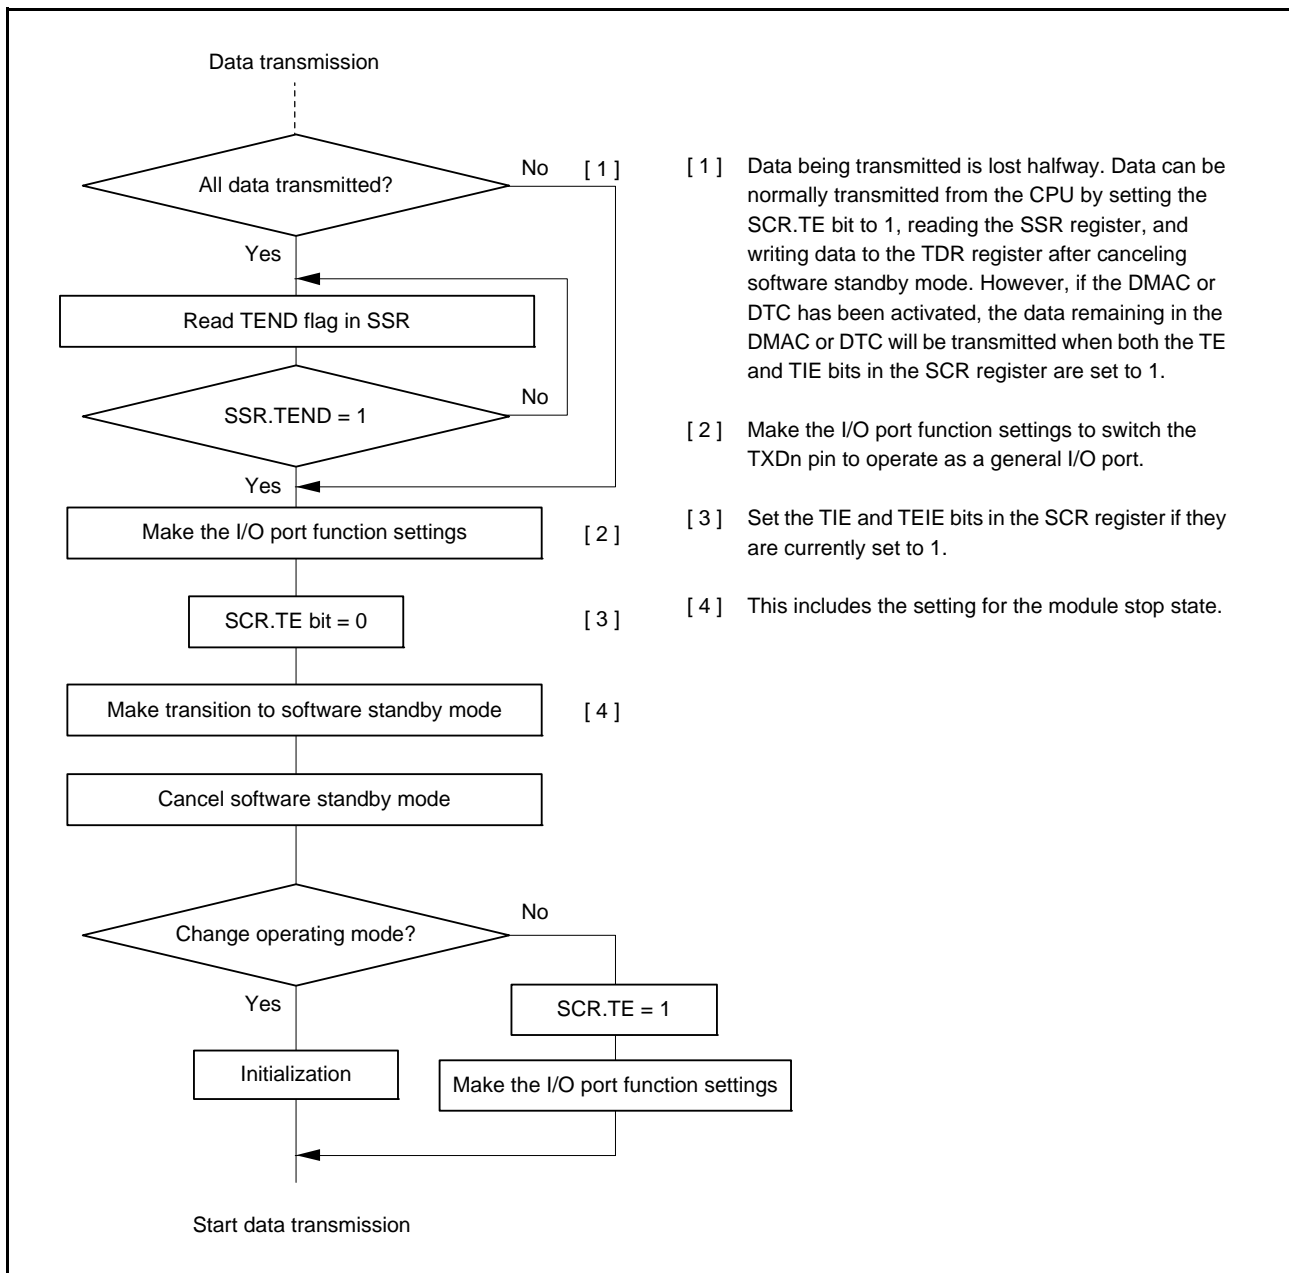 Data transmission
All data transmitted?
No
[ 1 ]
Yes
Read TEND flag in SSR
SSR.TEND = 1
No
Yes
Make the I/O port function settings
[ 2 ]
SCR.TE bit = 0
[ 3 ]
Make transition to software standby mode
[ 4 ]
Cancel software standby mode
Change operating mode?
No
Yes
SCR.TE = 1
Initialization
Make the I/O port function settings
Start data transmission
[ 1 ] Data being transmitted is lost halfway. Data can be
normally transmitted from the CPU by setting the
SCR.TE bit to 1, reading the SSR register, and
writing data to the TDR register after canceling
software standby mode. However, if the DMAC or
DTC has been activated, the data remaining in the
DMAC or DTC will be transmitted when both the TE
and TIE bits in the SCR register are set to 1.
[ 2 ] Make the I/O port function settings to switch the
TXDn pin to operate as a general I/O port.
[ 3 ] Set the TIE and TEIE bits in the SCR register if they
are currently set to 1.
[ 4 ] This includes the setting for the module stop state.